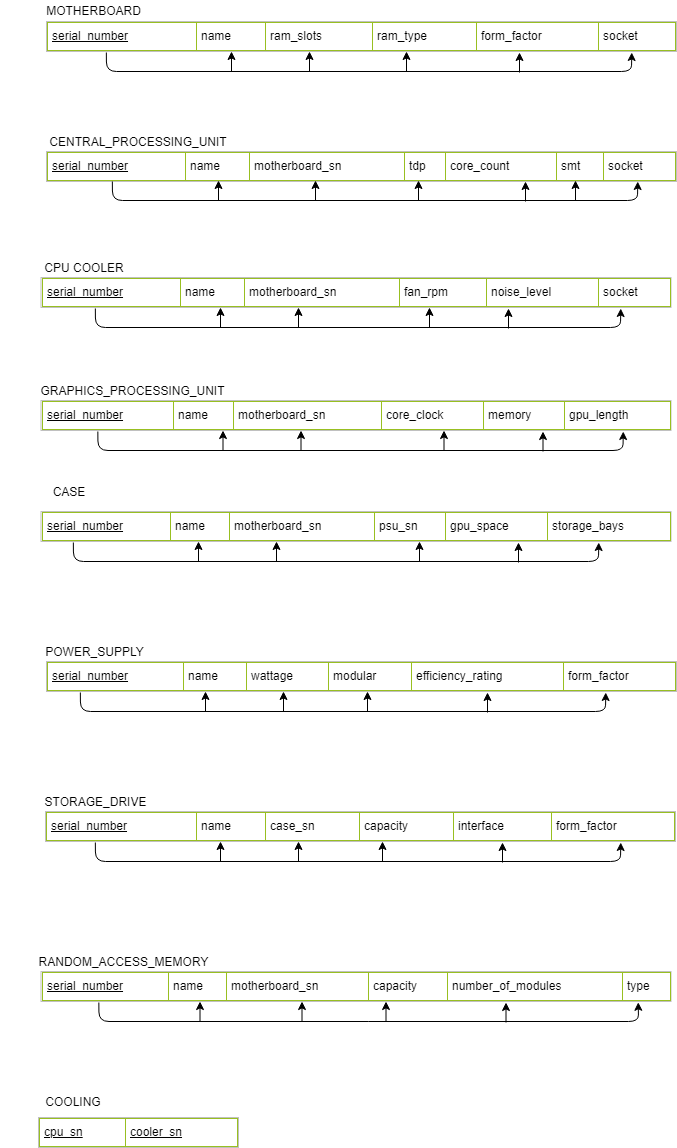 MOTHERBOARD
serial_number name ram_slots ram_type form_factor socket
CENTRAL_PROCESSING_UNIT
serial_number name motherboard_sn tdp core_count smt socket
CPU COOLER
serial_number name motherboard_sn fan_rpm noise_level socket
GRAPHICS_PROCESSING_UNIT
serial_number name motherboard_sn core_clock memory gpu_length
CASE
serial_number name motherboard_sn psu_sn gpu_space storage_bays
POWER_SUPPLY
serial_number name wattage modular efficiency_rating form_factor
STORAGE_DRIVE
serial_number name case_sn capacity interface form_factor
RANDOM_ACCESS_MEMORY
serial_number name motherboard_sn capacity number_of_modules type
COOLING
cpu_sn cooler_sn